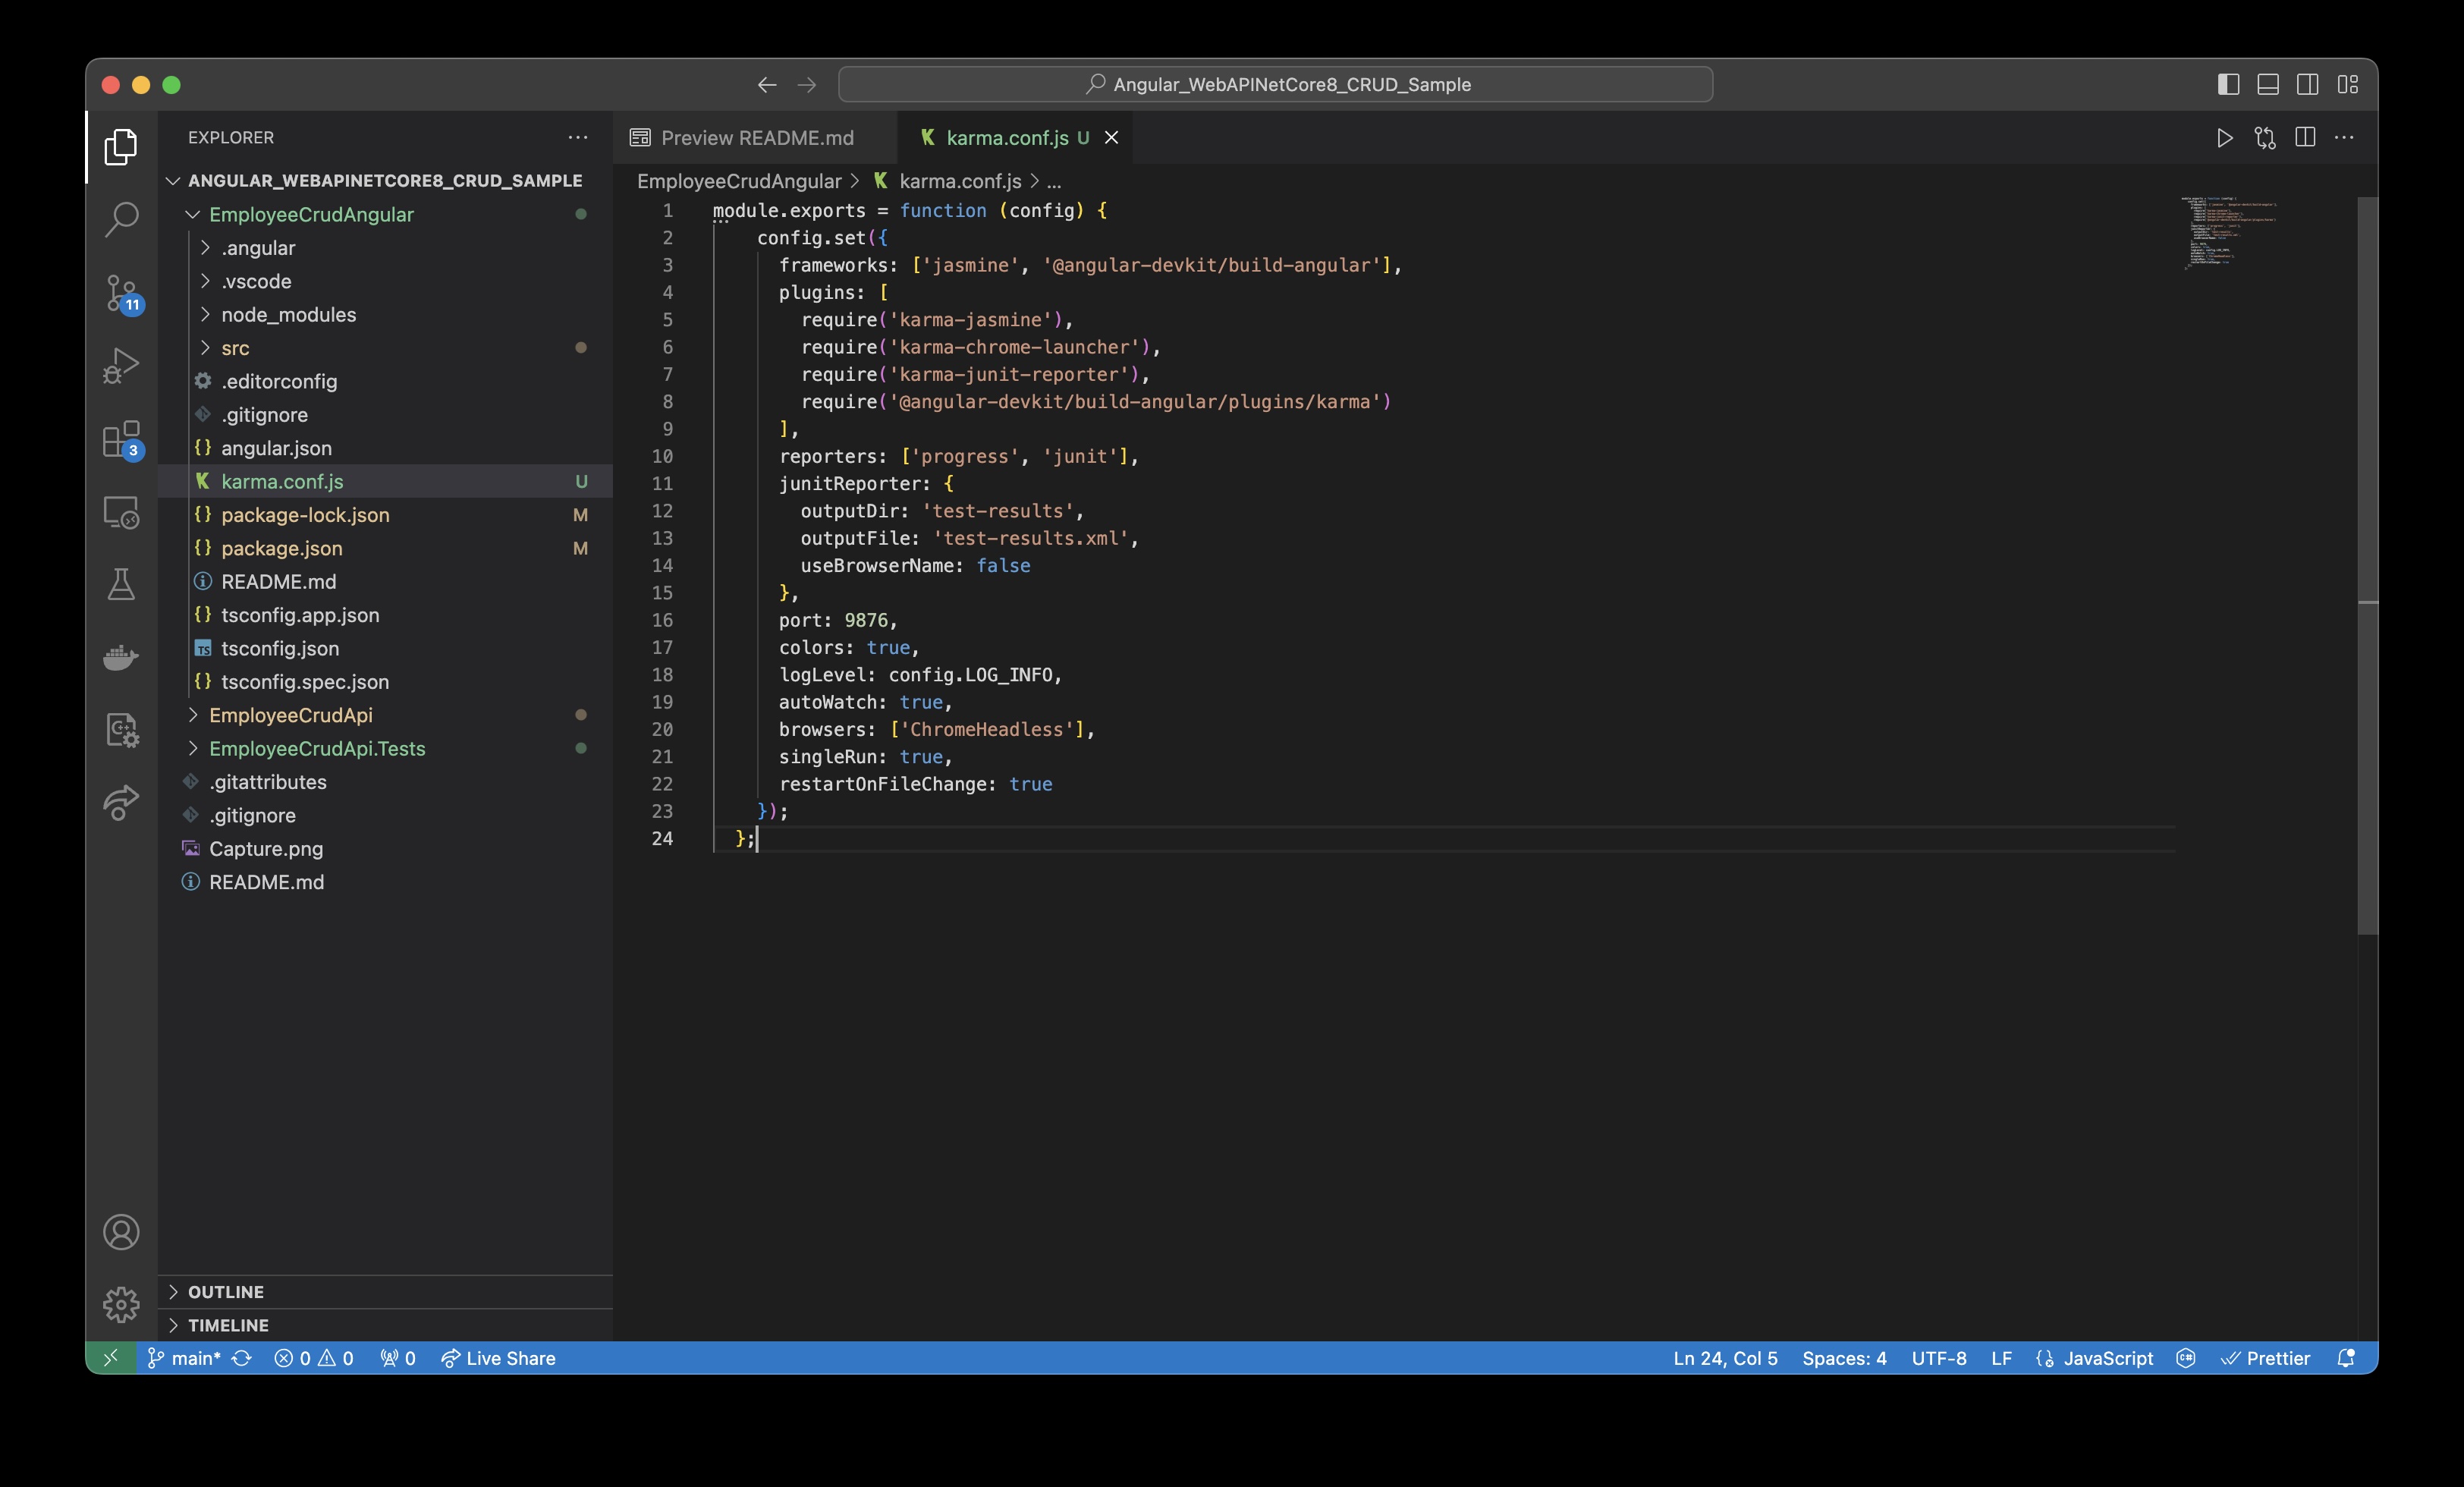 Angular_WebAPINetCore8_CRUD_Sample
EXPLORER
Preview README.md
karma.conf.js U
ANGULAR_WEBAPINETCORE8_CRUD_SAMPLE
EmployeeCrudAngular
.angular
.vscode
node_modules
src
.editorconfig
.gitignore
{} angular.json
karma.conf.js U
{} package-lock.json M
{} package.json M
README.md
{} tsconfig.app.json
TS tsconfig.json
{} tsconfig.spec.json
EmployeeCrudApi
EmployeeCrudApi.Tests
.gitattributes
.gitignore
Capture.png
README.md
OUTLINE
TIMELINE
11
3
EmployeeCrudAngular > karma.conf.js > ...
1 module.exports = function (config) {
2 config.set({
3 frameworks: ['jasmine', '@angular-devkit/build-angular'],
4 plugins: [
5 require('karma-jasmine'),
6 require('karma-chrome-launcher'),
7 require('karma-junit-reporter'),
8 require('@angular-devkit/build-angular/plugins/karma')
9 ],
10 reporters: ['progress', 'junit'],
11 junitReporter: {
12 outputDir: 'test-results',
13 outputFile: 'test-results.xml',
14 useBrowserName: false
15 },
16 port: 9876,
17 colors: true,
18 logLevel: config.LOG_INFO,
19 autoWatch: true,
20 browsers: ['ChromeHeadless'],
21 singleRun: true,
22 restartOnFileChange: true
23 });
24 };
main* 0 0 0 Live Share
Ln 24, Col 5 Spaces: 4 UTF-8 LF JavaScript Prettier